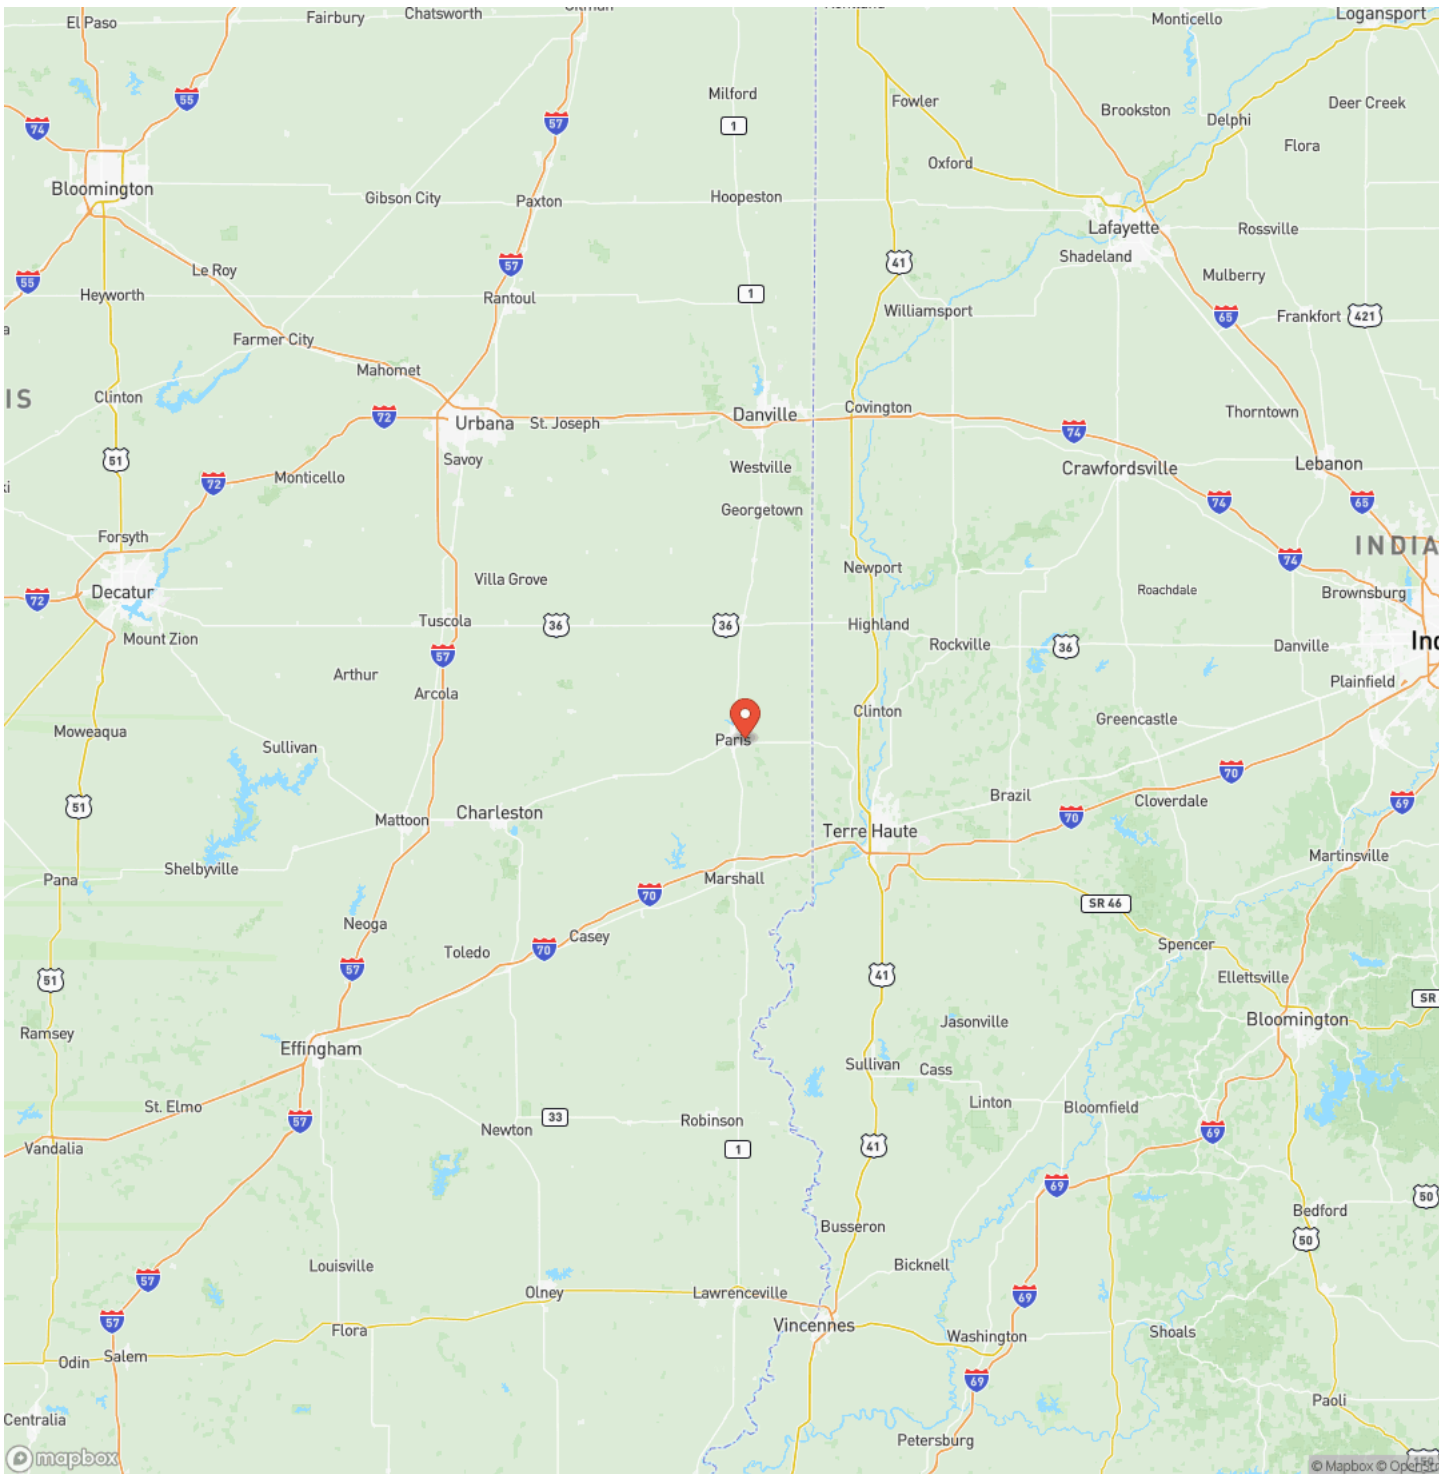 El Paso
Fairbury
Chatsworth
Monticello
Logansport
55
74
57
Milford
1
Fowler
Brookston
Delphi
Deer Creek
Flora
Oxford
Bloomington
Gibson City
Paxton
Hoopeston
Lafayette
Rossville
Shadeland
55
Le Roy
57
41
Mulberry
Heyworth
Rantoul
1
Williamsport
65
Frankfort
421
Farmer City
Mahomet
IS
Clinton
72
Urbana
St. Joseph
Danville
Covington
74
Thorntown
51
Savoy
Westville
Crawfordsville
Lebanon
72
Monticello
Georgetown
74
65
Forsyth
INDIA
74
72
Decatur
Villa Grove
Newport
Roachdale
Brownsburg
Mount Zion
Tuscola
36
36
Highland
Rockville
36
Danville
Ind
57
Arthur
Arcola
Plainfield
Clinton
Greencastle
Moweaqua
Sullivan
Paris
70
51
Mattoon
Charleston
Terre Haute
Brazil
70
Cloverdale
69
Pana
Shelbyville
Marshall
Martinsville
70
SR 46
Neoga
Toledo
70
Casey
Spencer
57
41
Ellettsville
51
SR
Ramsey
Effingham
Jasonville
Bloomington
Sullivan
Cass
St. Elmo
57
33
Robinson
Linton
Bloomfield
Vandalia
Newton
1
41
69
69
50
Busseron
Bedford
50
57
Louisville
Bicknell
Olney
Lawrenceville
69
57
Flora
Vincennes
Washington
Shoals
Odin
Salem
69
Paoli
Centralia
Petersburg
mapbox
150
© Mapbox © OpenStr